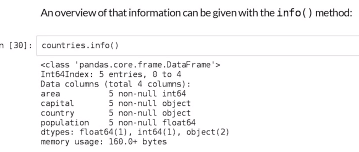 An overview of that information can be given with the info() method:
n [30]: countries.info()
<class 'pandas.core.frame.DataFrame'>
Int64Index: 5 entries, 0 to 4
Data columns (total 4 columns):
area          5 non-null int64
capital       5 non-null object
country       5 non-null object
population    5 non-null float64
dtypes: float64(1), int64(1), object(2)
memory usage: 160.0+ bytes